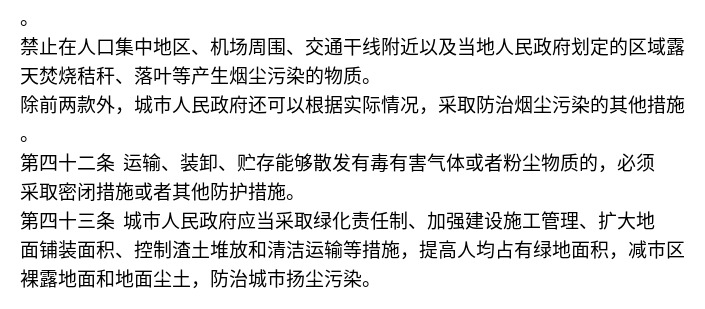 。
禁止在人口集中地区、机场周围、交通干线附近以及当地人民政府划定的区域露
天焚烧秸秆、落叶等产生烟尘污染的物质。
除前两款外，城市人民政府还可以根据实际情况，采取防治烟尘污染的其他措施
。
第四十二条 运输、装卸、贮存能够散发有毒有害气体或者粉尘物质的，必须
采取密闭措施或者其他防护措施。
第四十三条 城市人民政府应当采取绿化责任制、加强建设施工管理、扩大地
面铺装面积、控制渣土堆放和清洁运输等措施，提高人均占有绿地面积，减市区
裸露地面和地面尘土，防治城市扬尘污染。